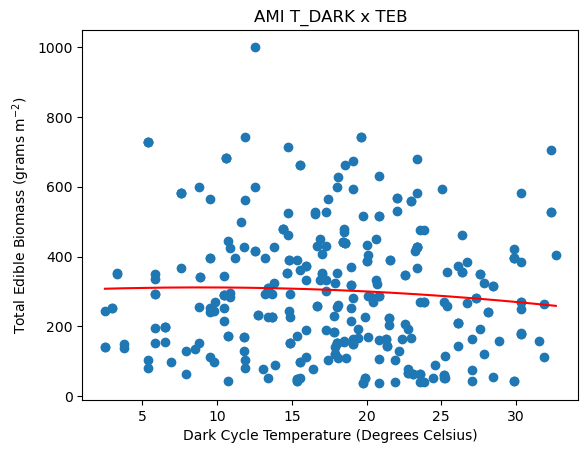 AMI T_DARK x TEB
Total Edible Biomass (grams m⁻²)
1000
800
600
400
200
0
5 10 15 20 25 30
Dark Cycle Temperature (Degrees Celsius)